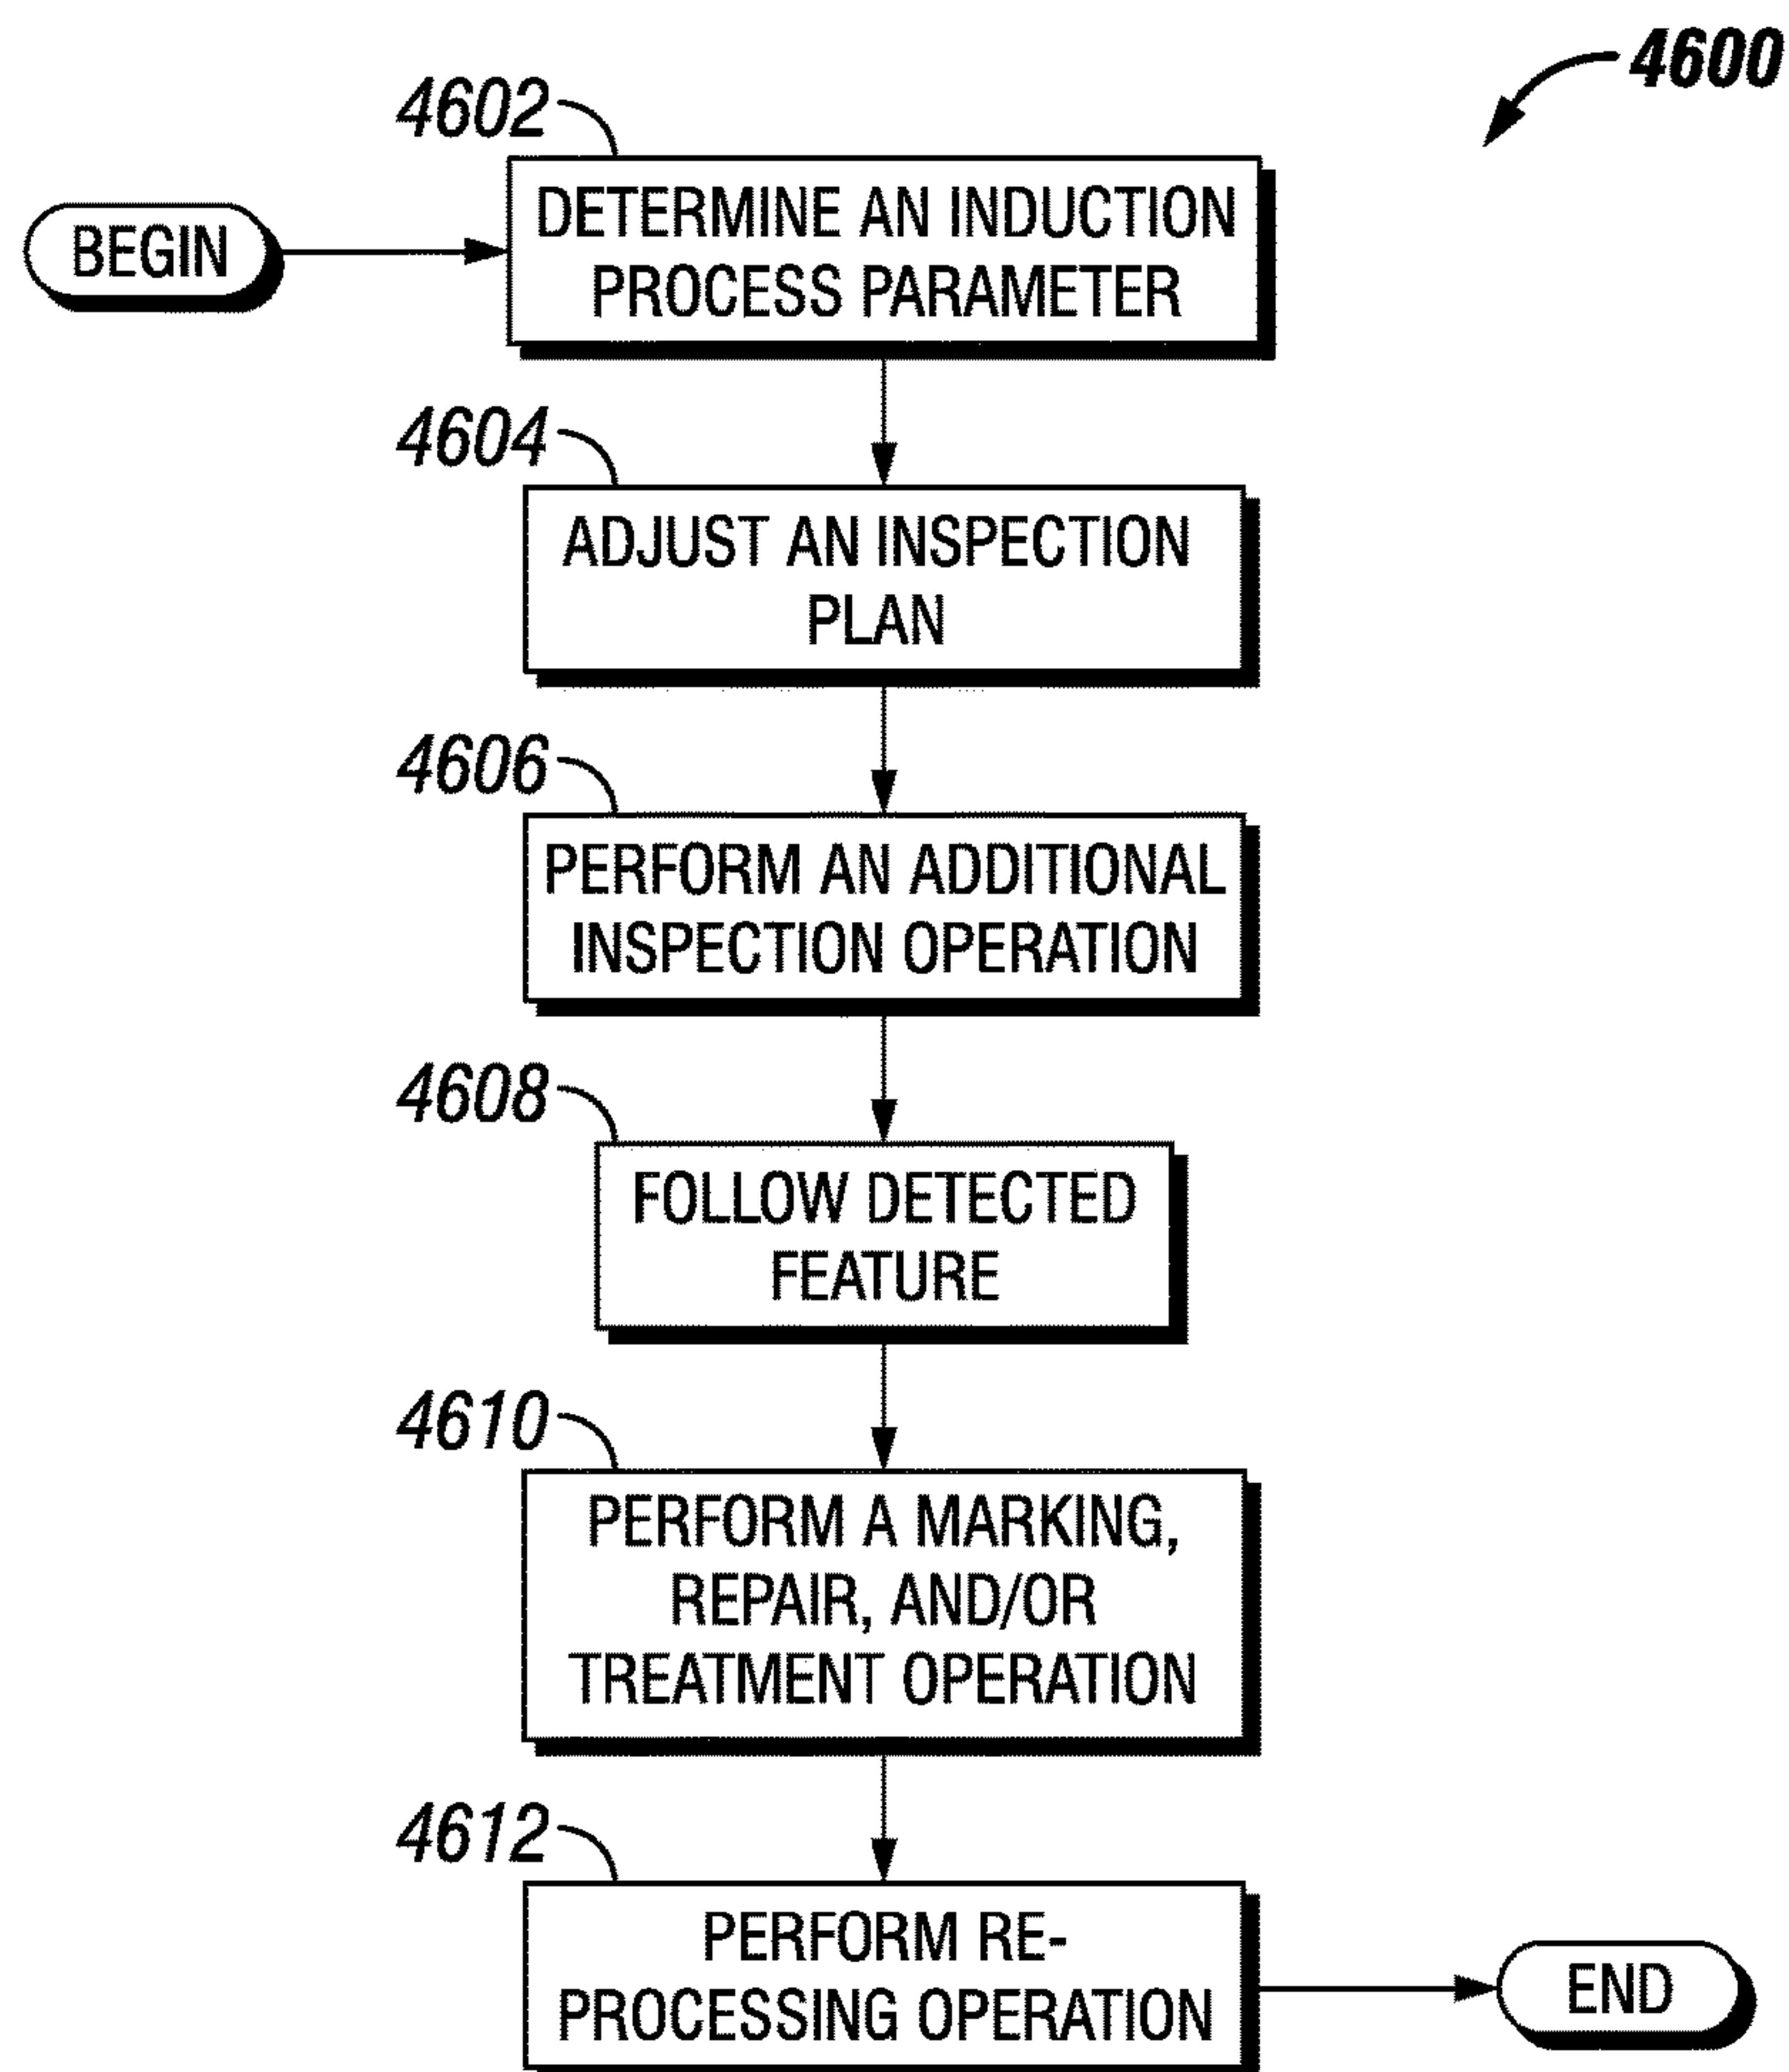 4600
4602
BEGIN
DETERMINE AN INDUCTION
PROCESS PARAMETER
4604
ADJUST AN INSPECTION
PLAN
4606
PERFORM AN ADDITIONAL
INSPECTION OPERATION
4608
FOLLOW DETECTED
FEATURE
4610
PERFORM A MARKING,
REPAIR, AND/OR
TREATMENT OPERATION
4612
PERFORM RE-
PROCESSING OPERATION
END